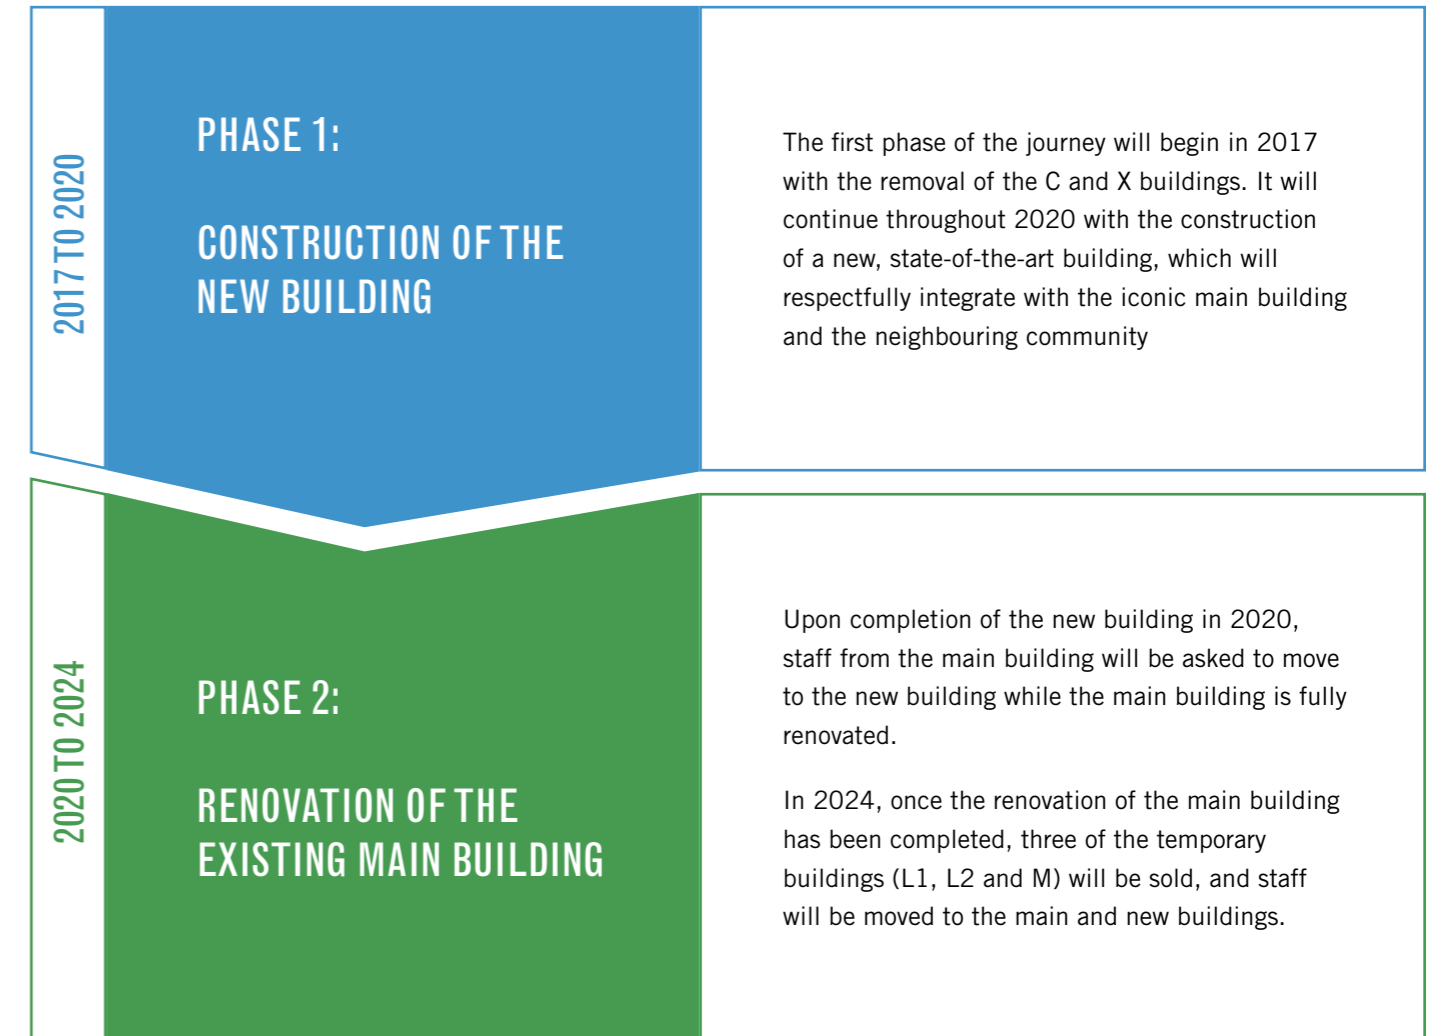 2017 TO 2020
PHASE 1:
CONSTRUCTION OF THE
NEW BUILDING
The first phase of the journey will begin in 2017
with the removal of the C and X buildings. It will
continue throughout 2020 with the construction
of a new, state-of-the-art building, which will
respectfully integrate with the iconic main building
and the neighbouring community
2020 TO 2024
PHASE 2:
RENOVATION OF THE
EXISTING MAIN BUILDING
Upon completion of the new building in 2020,
staff from the main building will be asked to move
to the new building while the main building is fully
renovated.
In 2024, once the renovation of the main building
has been completed, three of the temporary
buildings (L1, L2 and M) will be sold, and staff
will be moved to the main and new buildings.